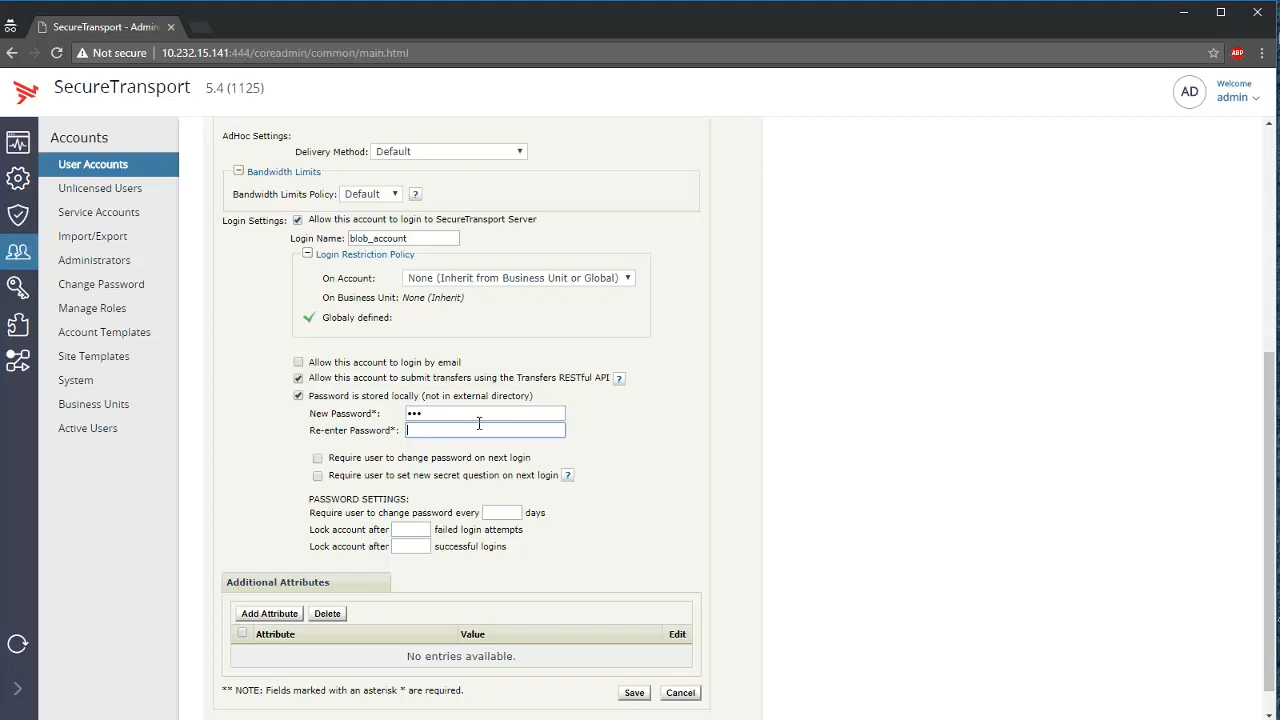 SecureTransport - Admin
Not secure 10.232.15.141:444/coreadmin/common/main.html
ABP
SecureTransport 5.4 (1125)
AD
Welcome
admin
Accounts
User Accounts
Unlicensed Users
Service Accounts
Import/Export
Administrators
Change Password
Manage Roles
Account Templates
Site Templates
System
Business Units
Active Users
AdHoc Settings:
Delivery Method: Default
Bandwidth Limits
Bandwidth Limits Policy: Default ?
Login Settings: Allow this account to login to SecureTransport Server
Login Name: blob_account
Login Restriction Policy
On Account: None (Inherit from Business Unit or Global)
On Business Unit: None (Inherit)
Globaly defined:
Allow this account to login by email
Allow this account to submit transfers using the Transfers RESTful API ?
Password is stored locally (not in external directory)
New Password*: •••
Re-enter Password*:
Require user to change password on next login
Require user to set new secret question on next login ?
PASSWORD SETTINGS:
Require user to change password every days
Lock account after failed login attempts
Lock account after successful logins
Additional Attributes
Add Attribute Delete
Attribute Value Edit
No entries available.
** NOTE: Fields marked with an asterisk * are required.
Save Cancel